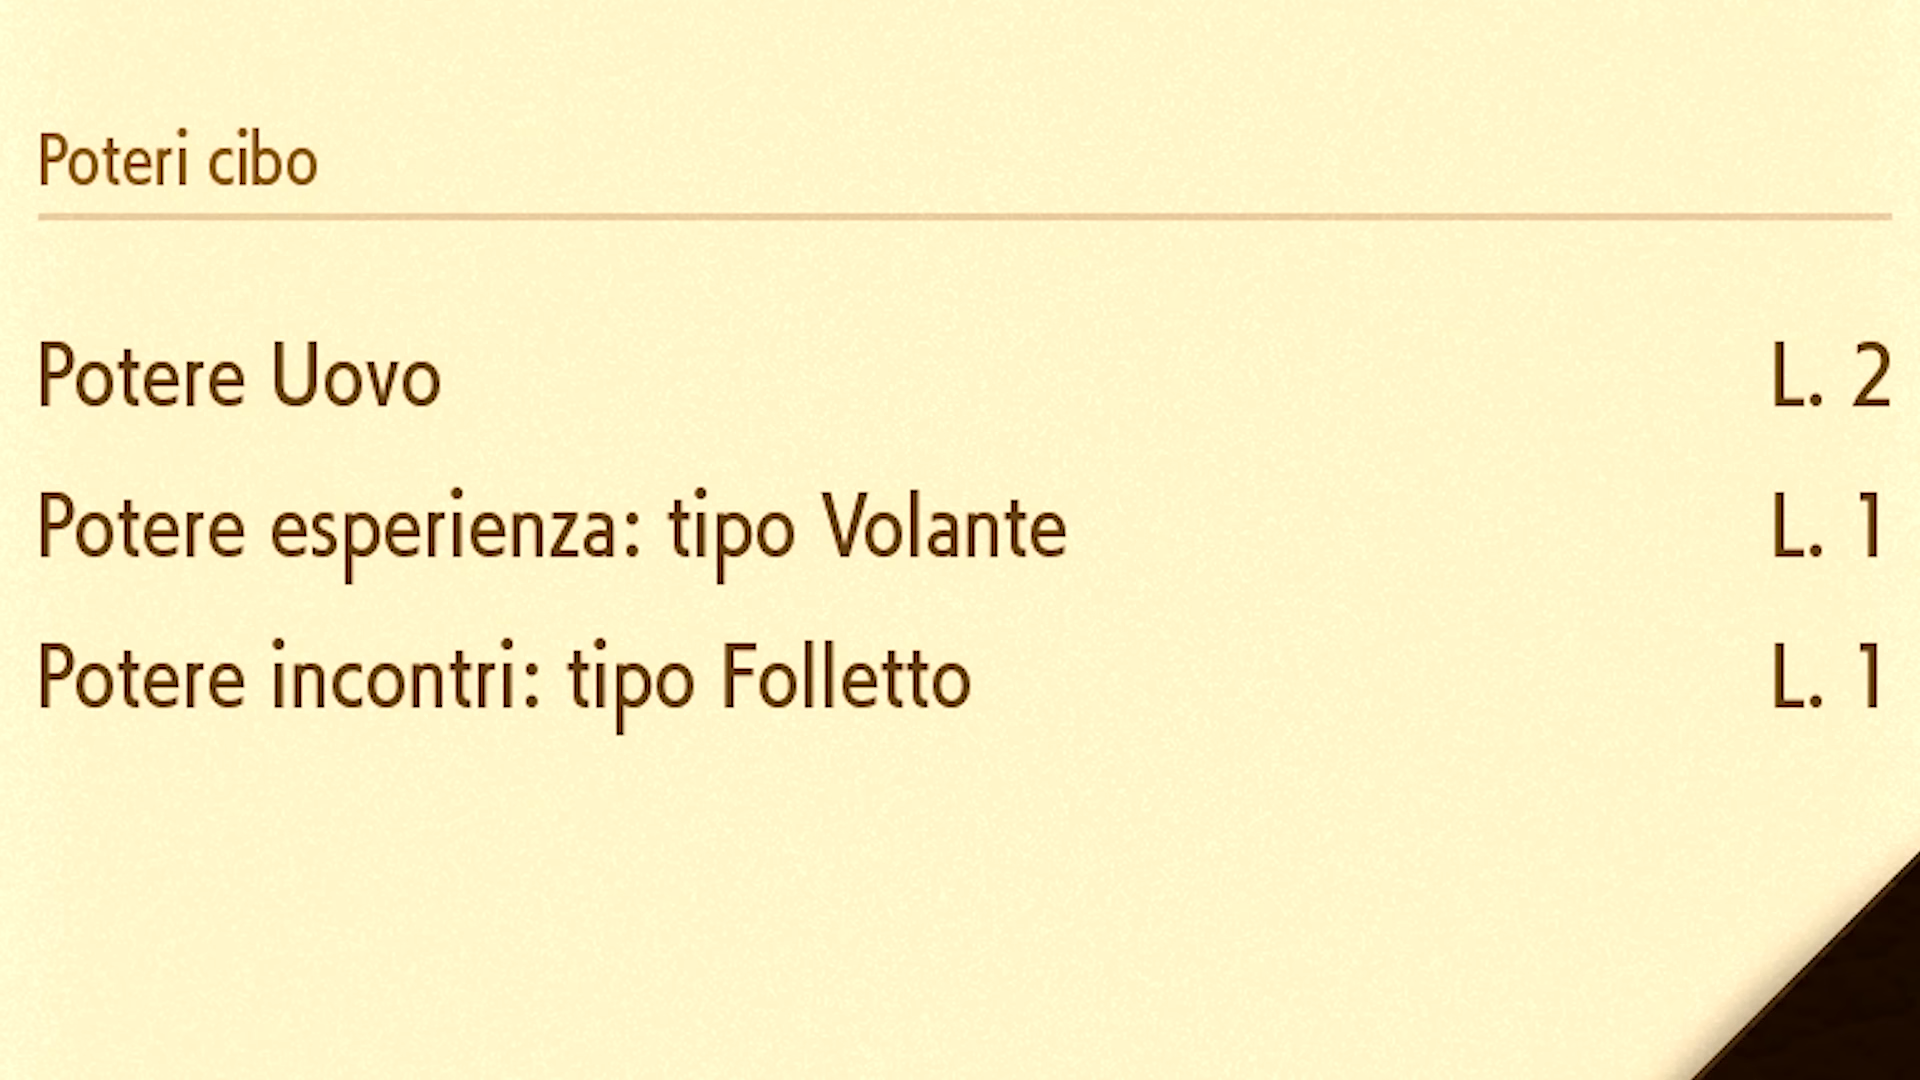 Poteri cibo
Potere Uovo L. 2
Potere esperienza: tipo Volante L. 1
Potere incontri: tipo Folletto L. 1